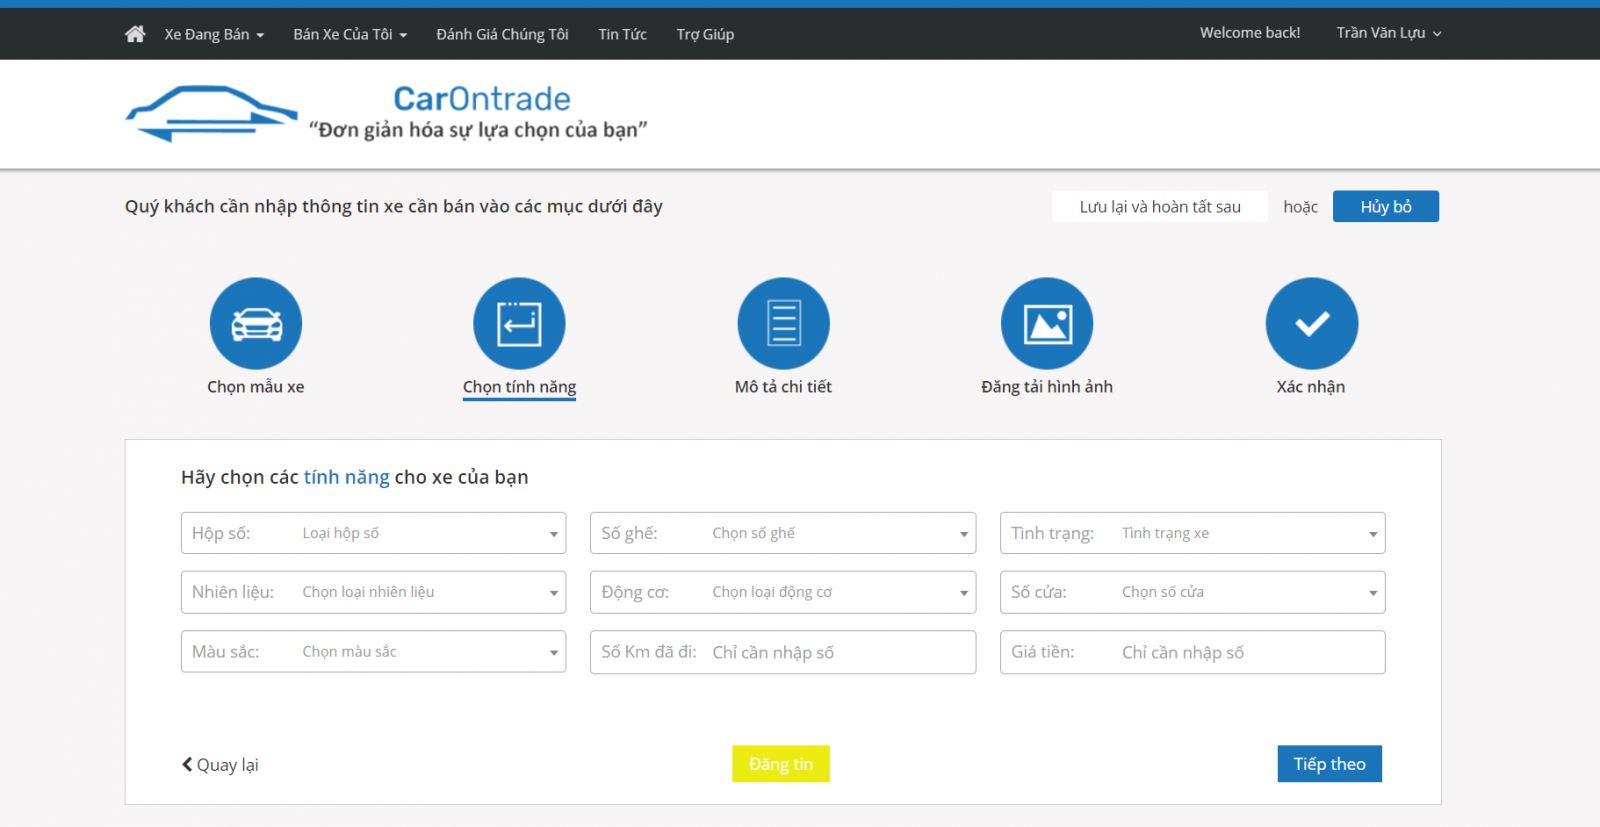 Xe Đang Bán Bán Xe Của Tôi Đánh Giá Chúng Tôi Tin Tức Trợ Giúp Welcome back! Trần Văn Lựu
CarOntrade
“Đơn giản hóa sự lựa chọn của bạn”
Quý khách cần nhập thông tin xe cần bán vào các mục dưới đây Lưu lại và hoàn tất sau hoặc Hủy bỏ
Chọn mẫu xe Chọn tính năng Mô tả chi tiết Đăng tải hình ảnh Xác nhận
Hãy chọn các tính năng cho xe của bạn
Hộp số: Loại hộp số Số ghế: Chọn số ghế Tình trạng: Tình trạng xe
Nhiên liệu: Chọn loại nhiên liệu Động cơ: Chọn loại động cơ Số cửa: Chọn số cửa
Màu sắc: Chọn màu sắc Số Km đã đi: Chỉ cần nhập số Giá tiền: Chỉ cần nhập số
Quay lại Đăng tin Tiếp theo